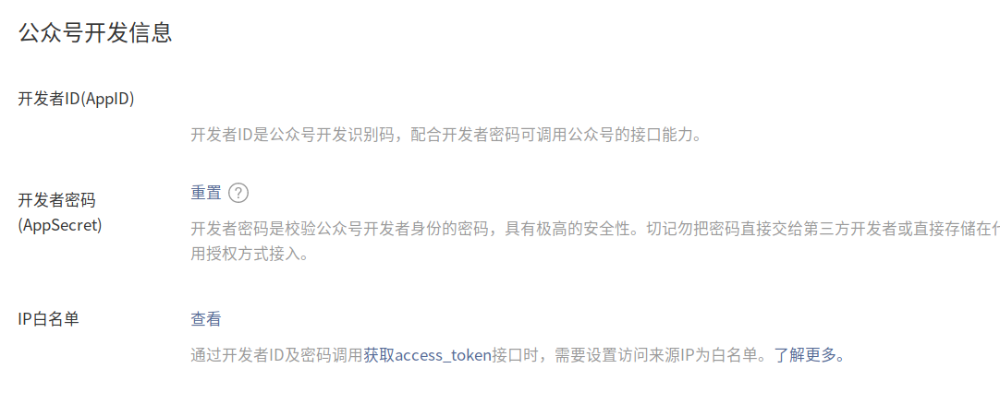 公众号开发信息
开发者ID(AppID)
开发者ID是公众号开发识别码，配合开发者密码可调用公众号的接口能力。
开发者密码
(AppSecret)
重置 ?
开发者密码是校验公众号开发者身份的密码，具有极高的安全性。切记勿把密码直接交给第三方开发者或直接存储在
用授权方式接入。
IP白名单
查看
通过开发者ID及密码调用获取access_token接口时，需要设置访问来源IP为白名单。了解更多。